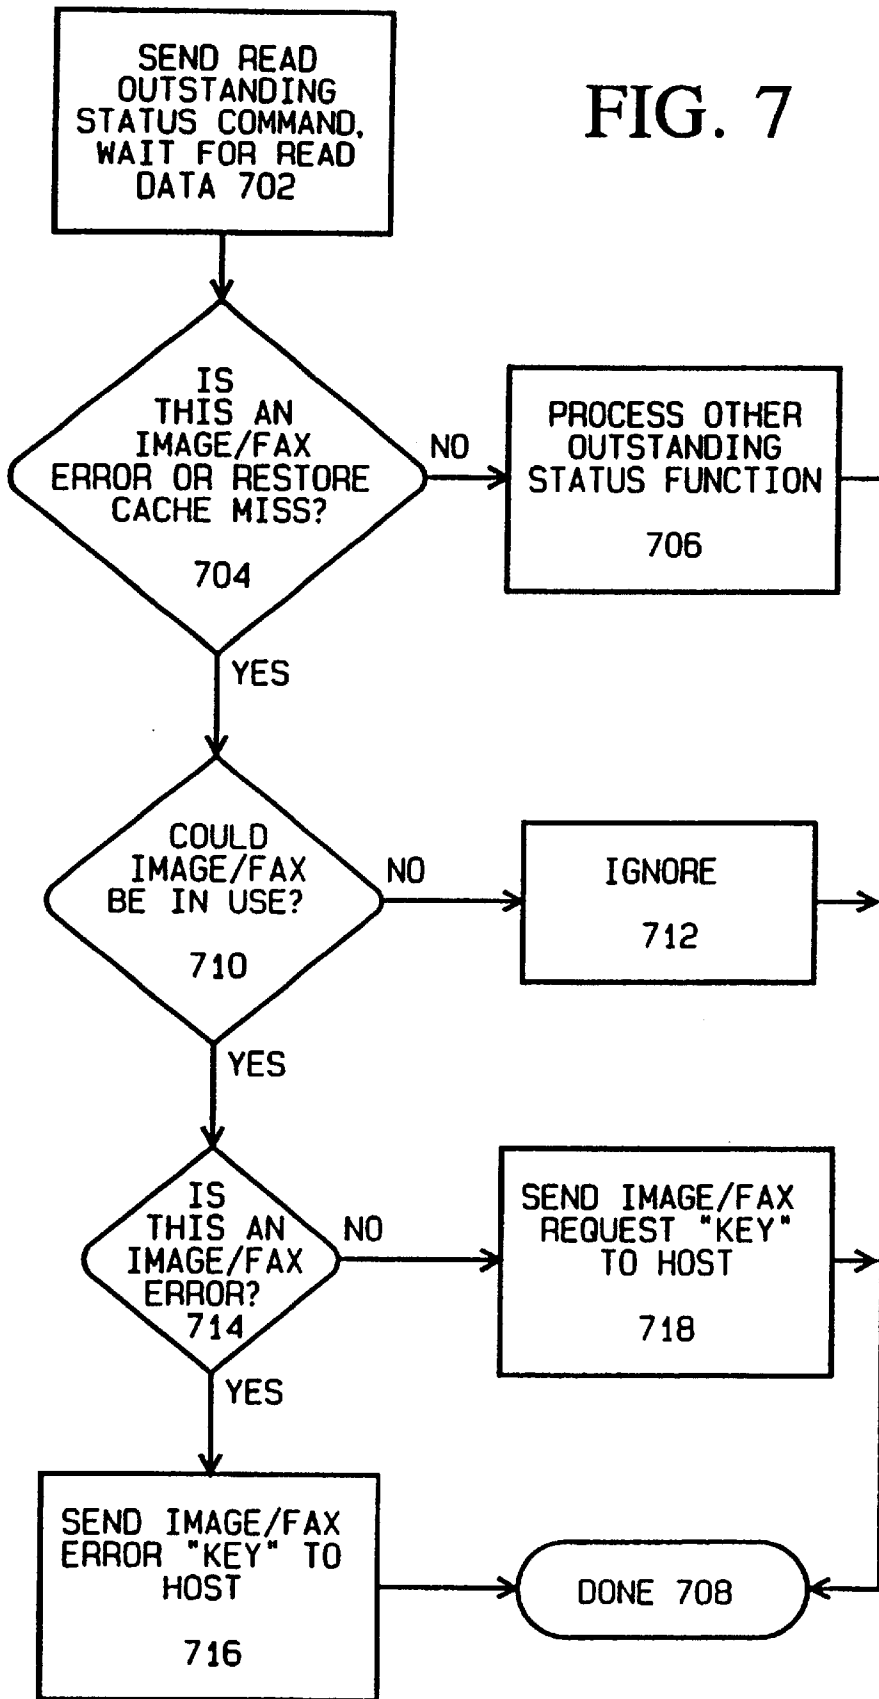 FIG. 7
SEND READ
OUTSTANDING
STATUS COMMAND,
WAIT FOR READ
DATA 702
IS
THIS AN
IMAGE/FAX
ERROR OR RESTORE
CACHE MISS?
704
NO
PROCESS OTHER
OUTSTANDING
STATUS FUNCTION
706
YES
COULD
IMAGE/FAX
BE IN USE?
710
NO
IGNORE
712
YES
IS
THIS AN
IMAGE/FAX
ERROR?
714
NO
SEND IMAGE/FAX
REQUEST "KEY"
TO HOST
718
YES
SEND IMAGE/FAX
ERROR "KEY" TO
HOST
716
DONE 708